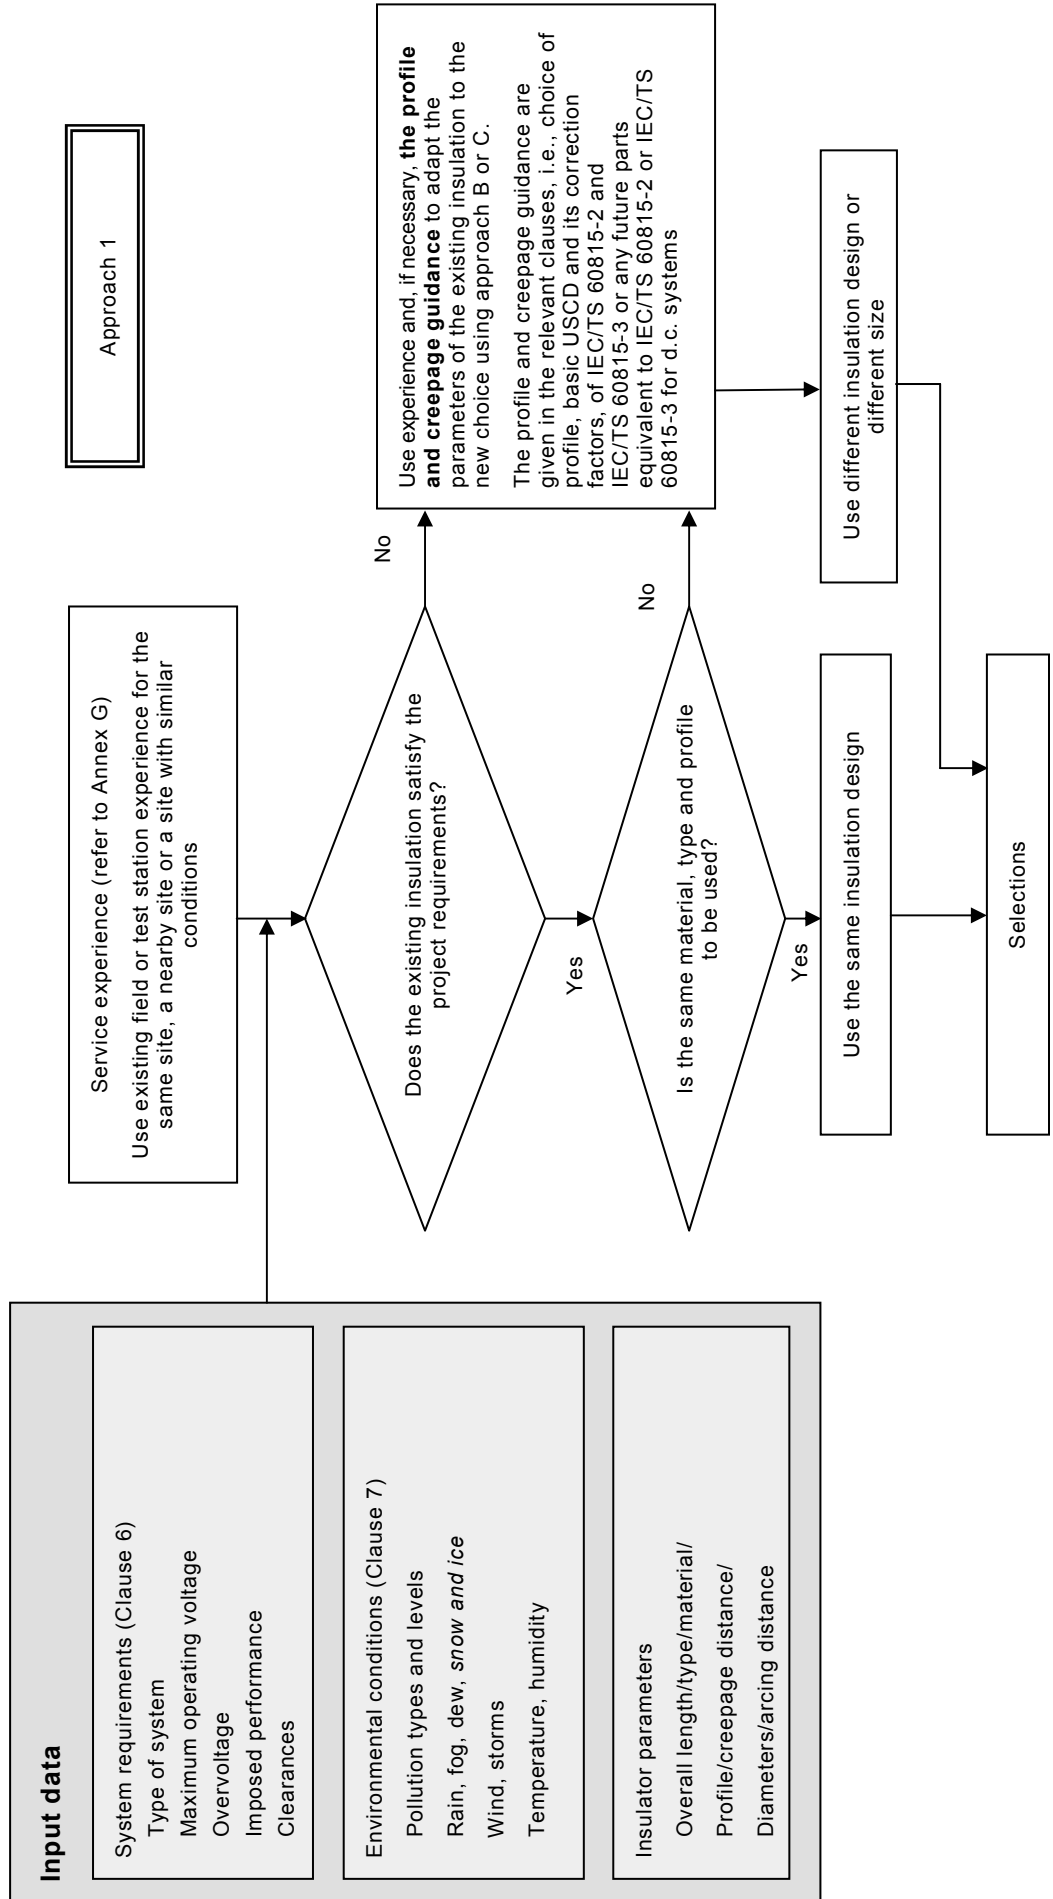 Approach 1
Input data
System requirements (Clause 6)
Type of system
Maximum operating voltage
Overvoltage
Imposed performance
Clearances
Environmental conditions (Clause 7)
Pollution types and levels
Rain, fog, dew, snow and ice
Wind, storms
Temperature, humidity
Insulator parameters
Overall length/type/material/
Profile/creepage distance/
Diameters/arcing distance
Service experience (refer to Annex G)
Use existing field or test station experience for the
same site, a nearby site or a site with similar
conditions
Does the existing insulation satisfy the
project requirements?
No
Yes
Is the same material, type and profile
to be used?
No
Yes
Use experience and, if necessary, the profile
and creepage guidance to adapt the
parameters of the existing insulation to the
new choice using approach B or C.
The profile and creepage guidance are
given in the relevant clauses, i.e., choice of
profile, basic USCD and its correction
factors, of IEC/TS 60815-2 and
IEC/TS 60815-3 or any future parts
equivalent to IEC/TS 60815-2 or IEC/TS
60815-3 for d.c. systems
Use the same insulation design
Use different insulation design or
different size
Selections